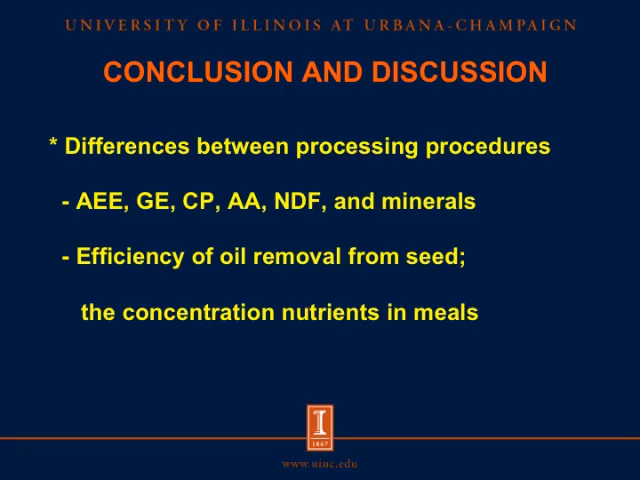 UNIVERSITY OF ILLINOIS AT URBANA-CHAMPAIGN
CONCLUSION AND DISCUSSION
* Differences between processing procedures
- AEE, GE, CP, AA, NDF, and minerals
- Efficiency of oil removal from seed;
the concentration nutrients in meals
I
1867
www.uiuc.edu